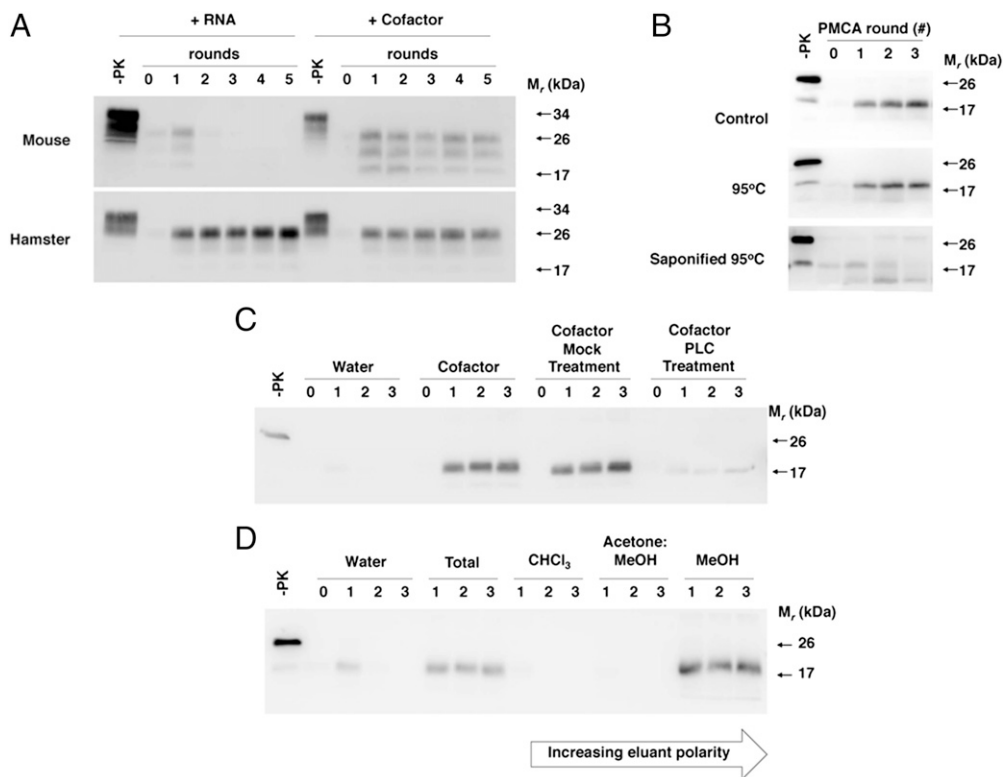 A
+ RNA + Cofactor
rounds rounds
-PK 0 1 2 3 4 5 -PK 0 1 2 3 4 5 Mr (kDa)
Mouse
←34
←26
←17
Hamster
←34
←26
←17
B
-PK PMCA round (#)
0 1 2 3
Control
←26
←17
95ºC
←26
←17
Saponified 95ºC
←26
←17
C
-PK Water Cofactor Cofactor Mock Treatment Cofactor PLC Treatment
0 1 2 3 0 1 2 3 0 1 2 3 0 1 2 3
Mr (kDa)
←26
←17
D
-PK Water Total CHCl3 Acetone: MeOH MeOH
0 1 2 3 1 2 3 1 2 3 1 2 3 1 2 3
Mr (kDa)
←26
←17
Increasing eluant polarity